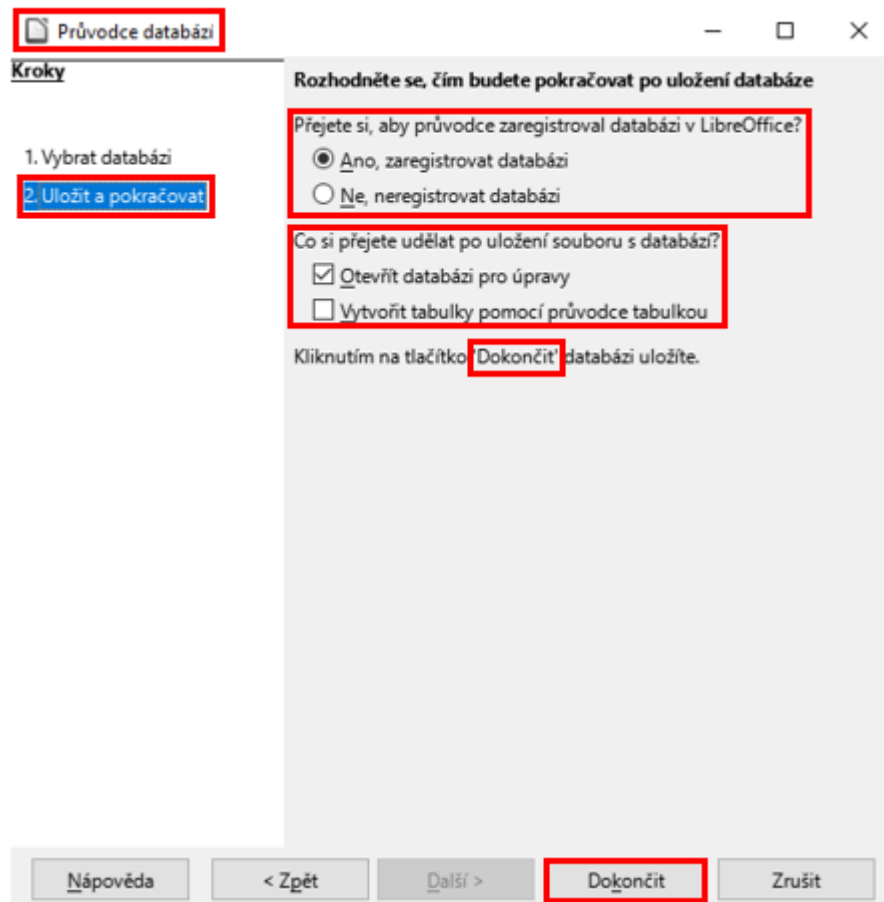 Průvodce databází
Kroky
1. Vybrat databázi
2. Uložit a pokračovat
Rozhodněte se, čím budete pokračovat po uložení databáze
Přejete si, aby průvodce zaregistroval databázi v LibreOffice?
Ano, zaregistrovat databázi
Ne, neregistrovat databázi
Co si přejete udělat po uložení souboru s databází?
Otevřít databázi pro úpravy
Vytvořit tabulky pomocí průvodce tabulkou
Kliknutím na tlačítko 'Dokončit' databázi uložíte.
Nápověda < Zpět Další > Dokončit Zrušit